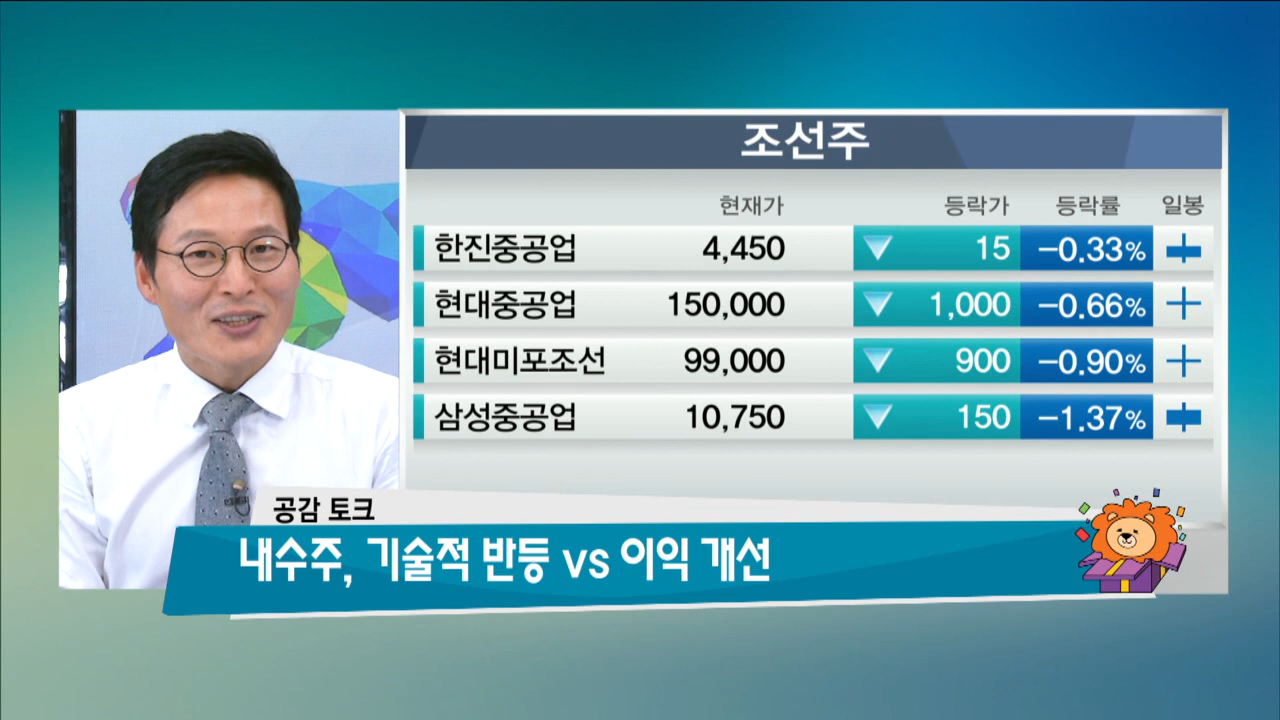 조선주
현재가 등락가 등락률 일봉
한진중공업 4,450 ▼ 15 -0.33%
현대중공업 150,000 ▼ 1,000 -0.66%
현대미포조선 99,000 ▼ 900 -0.90%
삼성중공업 10,750 ▼ 150 -1.37%
공감 토크
내수주, 기술적 반등 vs 이익 개선